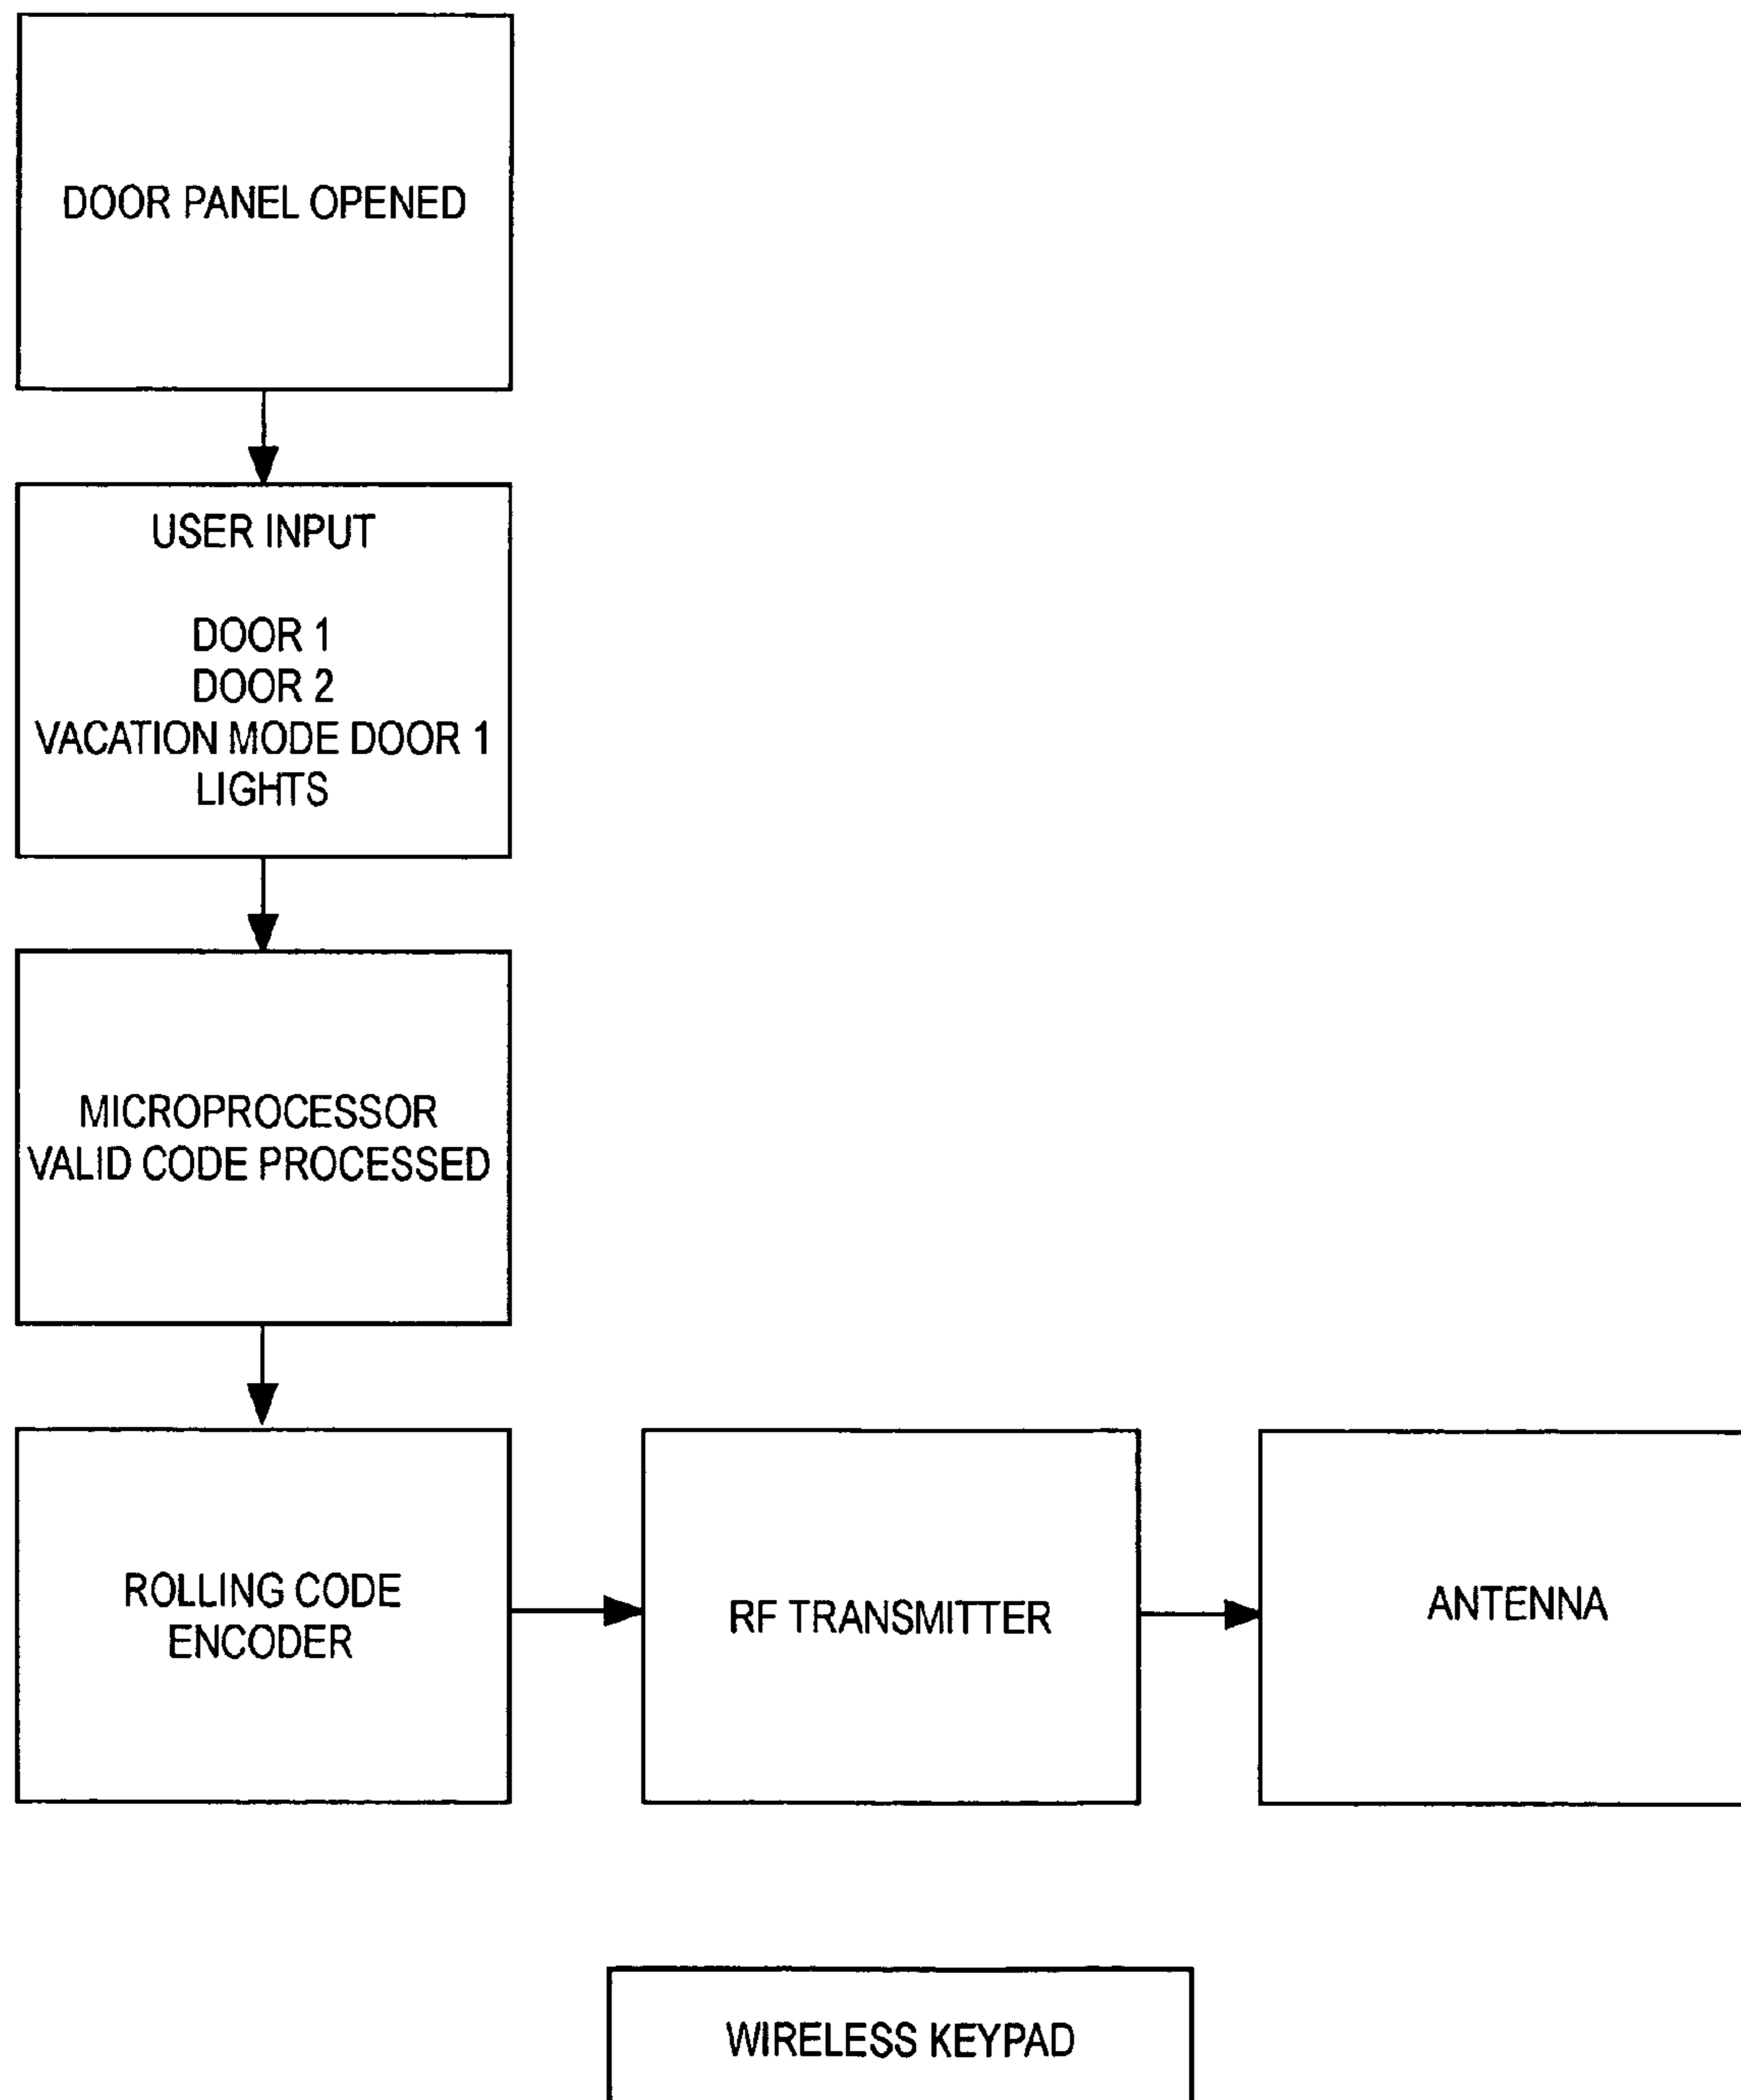 DOOR PANEL OPENED
USER INPUT
DOOR 1
DOOR 2
VACATION MODE DOOR 1
LIGHTS
MICROPROCESSOR
VALID CODE PROCESSED
ROLLING CODE
ENCODER
RF TRANSMITTER
ANTENNA
WIRELESS KEYPAD